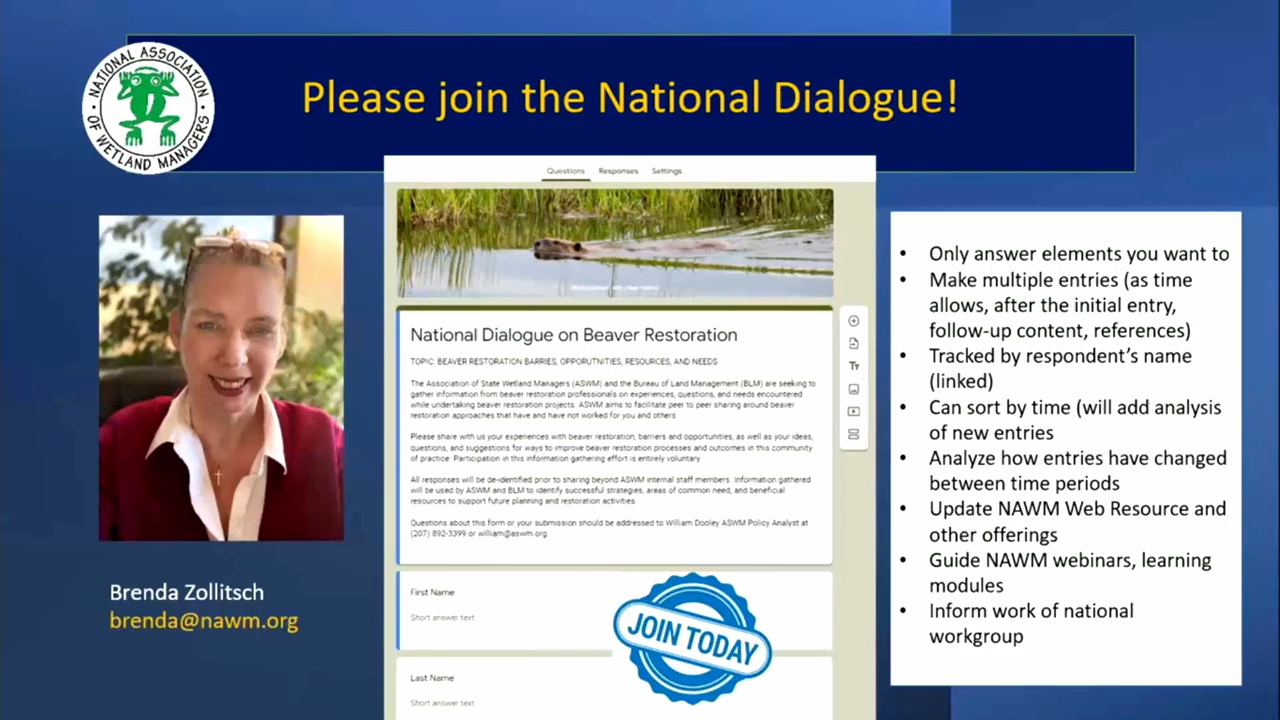 NATIONAL ASSOCIATION
OF WETLAND MANAGERS
Please join the National Dialogue!
Brenda Zollitsch
brenda@nawm.org
Questions Responses Settings
National Dialogue on Beaver Restoration
TOPIC: BEAVER RESTORATION BARRIES, OPPORUTNITIES, RESOURCES, AND NEEDS
The Association of State Wetland Managers (ASWM) and the Bureau of Land Management (BLM) are seeking to
gather information from beaver restoration professionals on experiences, questions, and needs encountered
while undertaking beaver restoration projects. ASWM aims to facilitate peer to peer sharing around beaver
restoration approaches that have and have not worked for you and others.
Please share with us your experiences with beaver restoration, barriers and opportunities, as well as your ideas,
questions, and suggestions for ways to improve beaver restoration processes and outcomes in this community
of practice. Participation in this information gathering effort is entirely voluntary.
All responses will be de-identified prior to sharing beyond ASWM internal staff members. Information gathered
will be used by ASWM and BLM to identify successful strategies, areas of common need, and beneficial
resources to support future planning and restoration activities.
Questions about this form or your submission should be addressed to William Dooley ASWM Policy Analyst at
(207) 892-3399 or william@aswm.org.
First Name
Short answer text
Last Name
Short answer text
JOIN TODAY
Tт
• Only answer elements you want to
• Make multiple entries (as time
allows, after the initial entry,
follow-up content, references)
• Tracked by respondent’s name
(linked)
• Can sort by time (will add analysis
of new entries
• Analyze how entries have changed
between time periods
• Update NAWM Web Resource and
other offerings
• Guide NAWM webinars, learning
modules
• Inform work of national
workgroup